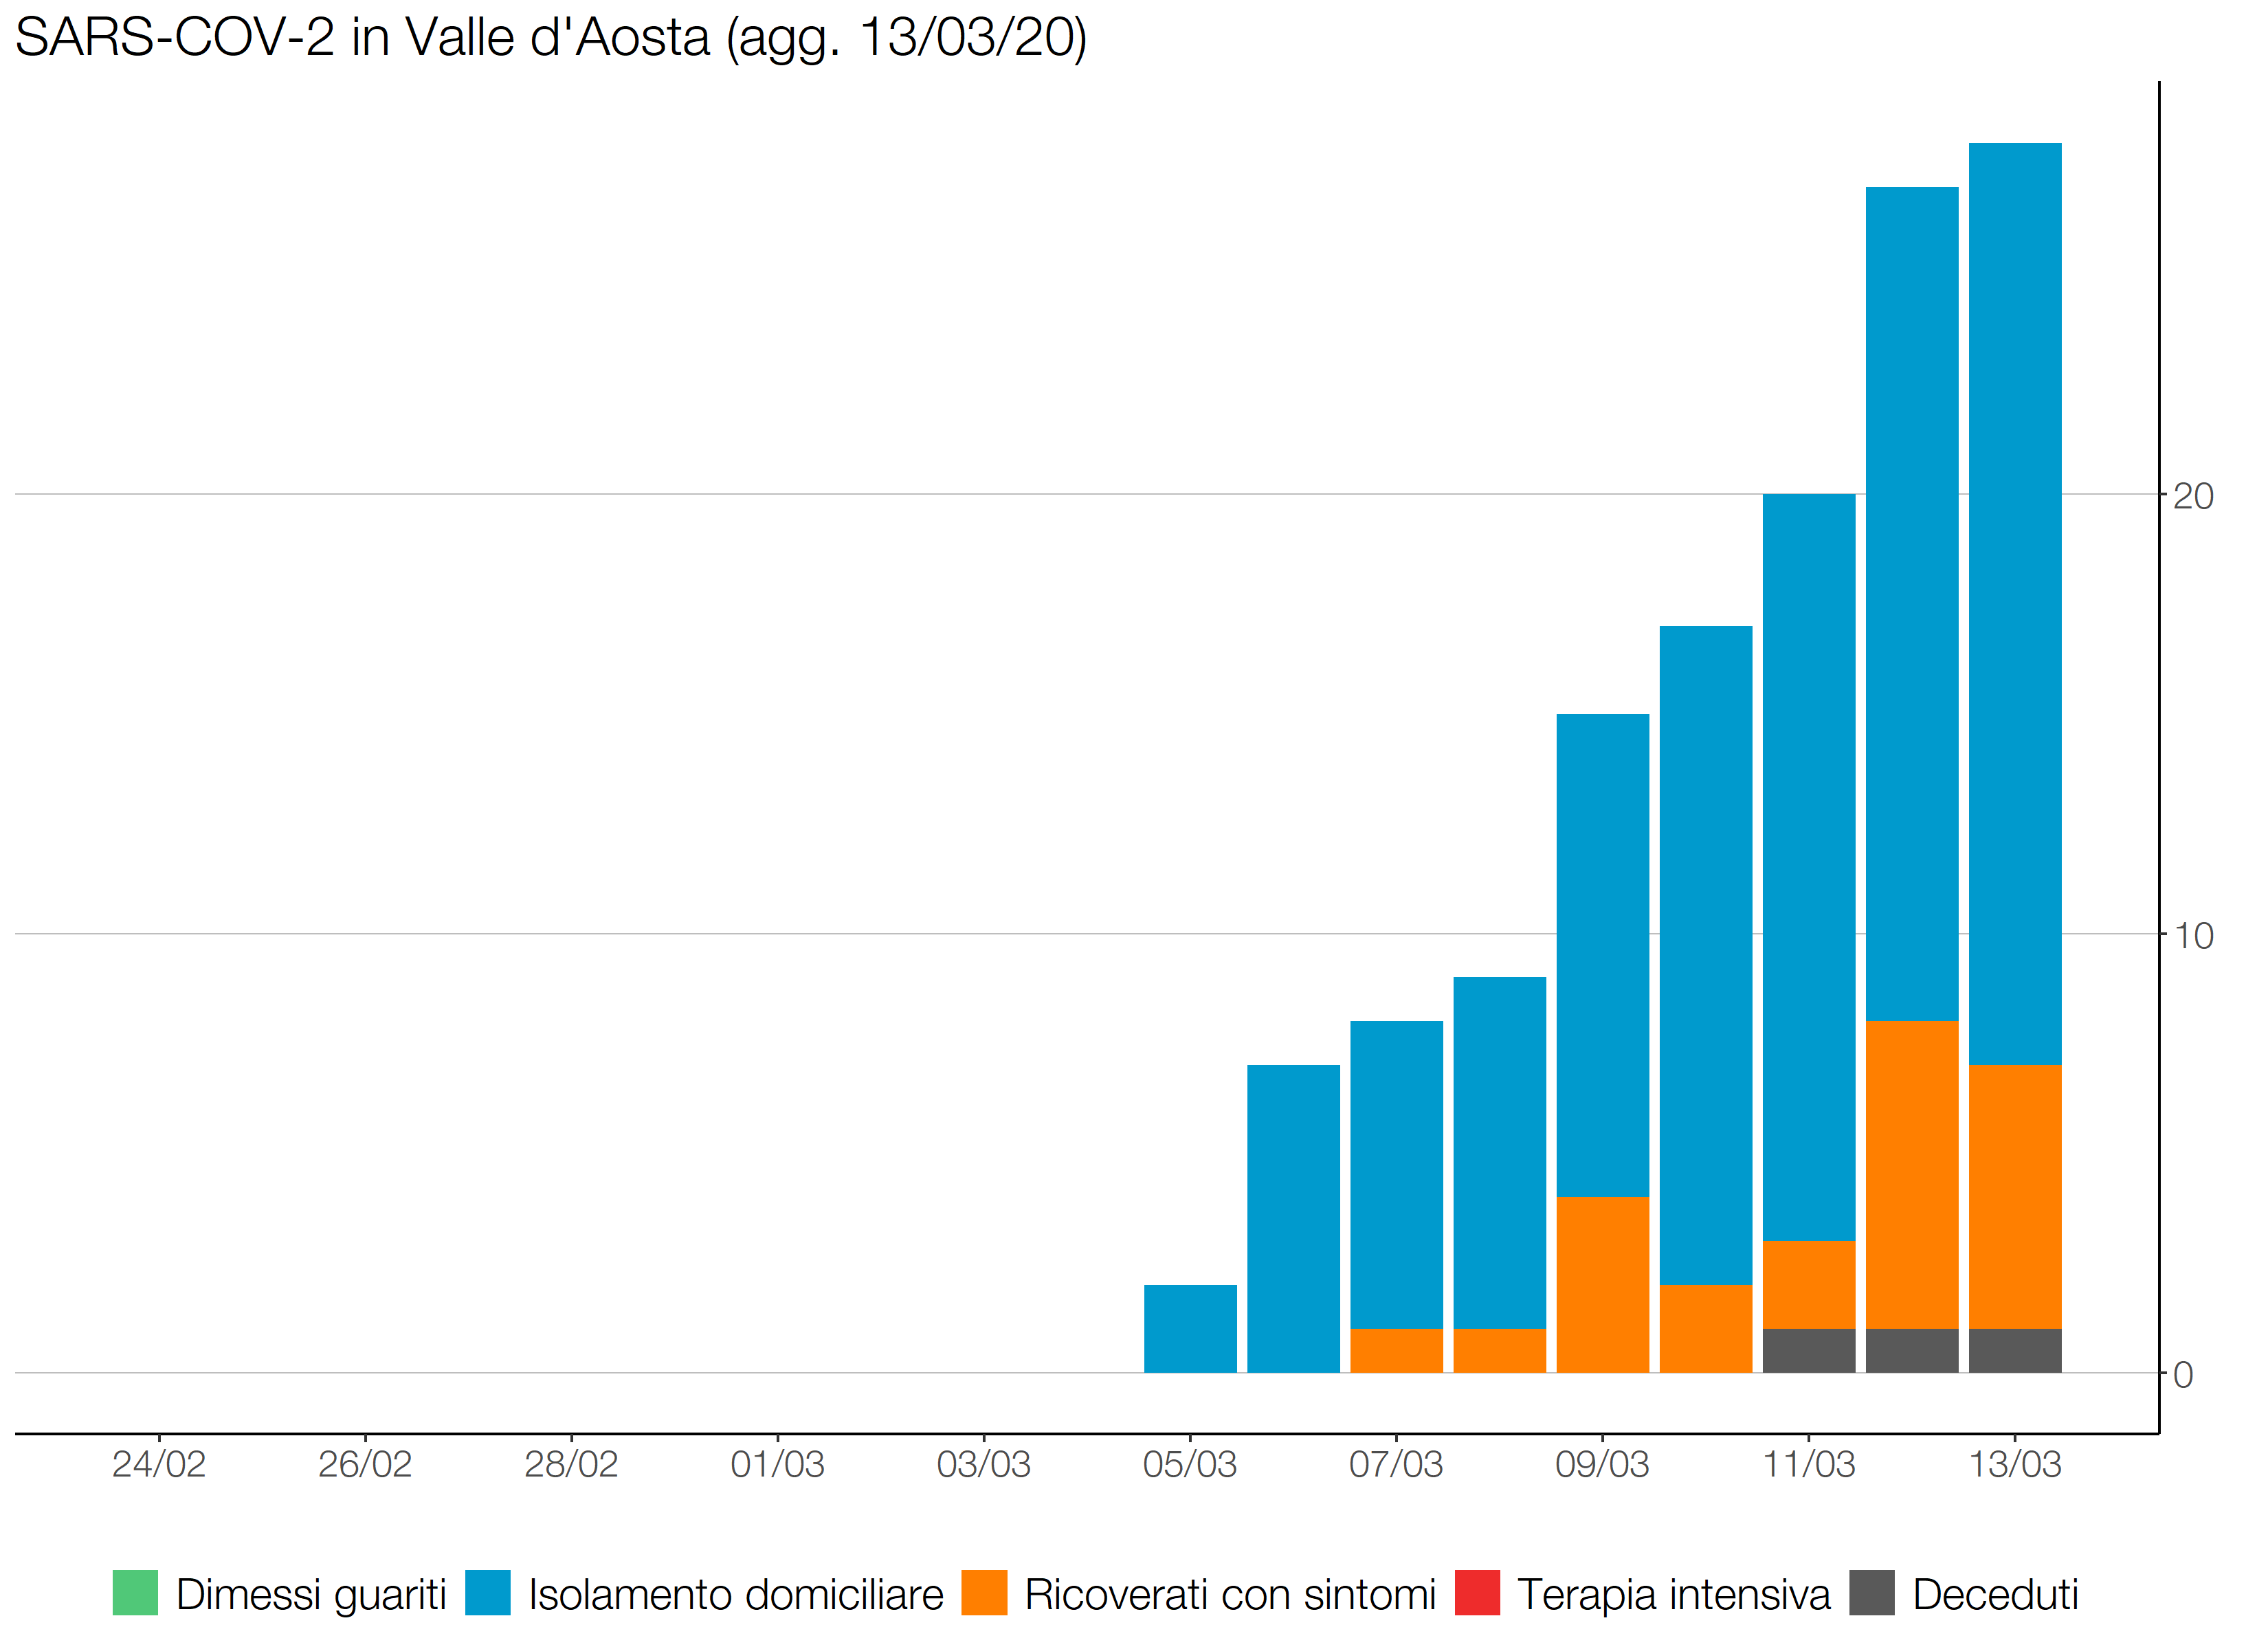 SARS-COV-2 in Valle d'Aosta (agg. 13/03/20)
20
10
0
24/02 26/02 28/02 01/03 03/03 05/03 07/03 09/03 11/03 13/03
Dimessi guariti Isolamento domiciliare Ricoverati con sintomi Terapia intensiva Deceduti